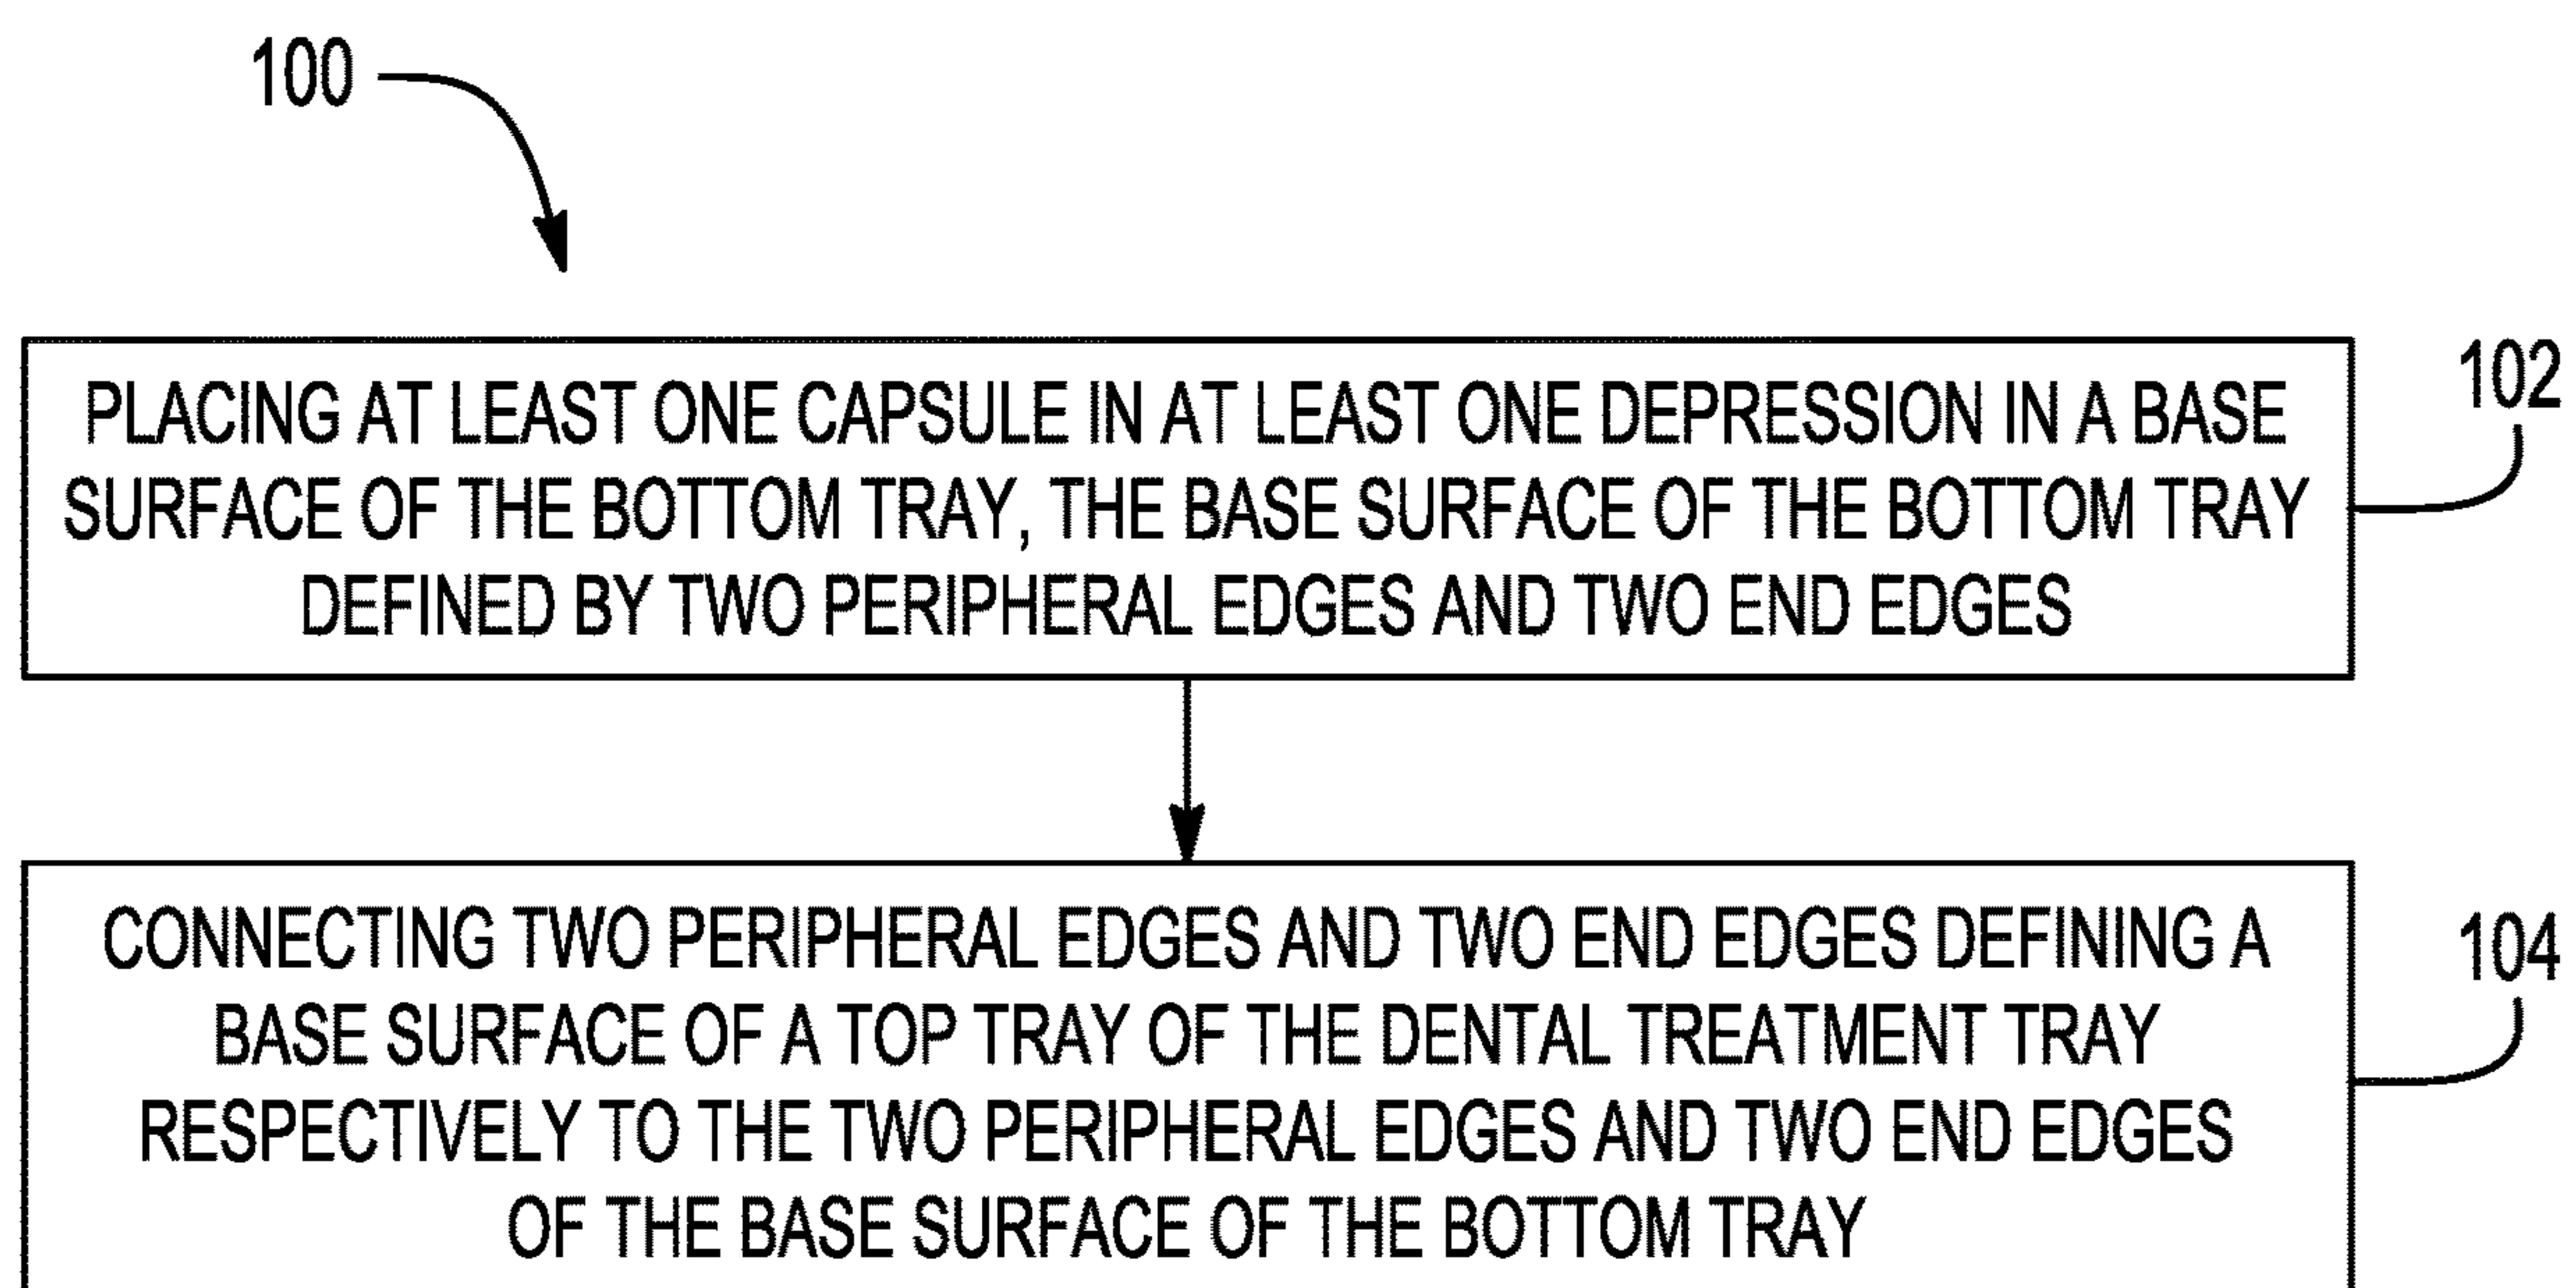 100
PLACING AT LEAST ONE CAPSULE IN AT LEAST ONE DEPRESSION IN A BASE
SURFACE OF THE BOTTOM TRAY, THE BASE SURFACE OF THE BOTTOM TRAY
DEFINED BY TWO PERIPHERAL EDGES AND TWO END EDGES
102
CONNECTING TWO PERIPHERAL EDGES AND TWO END EDGES DEFINING A
BASE SURFACE OF A TOP TRAY OF THE DENTAL TREATMENT TRAY
RESPECTIVELY TO THE TWO PERIPHERAL EDGES AND TWO END EDGES
OF THE BASE SURFACE OF THE BOTTOM TRAY
104